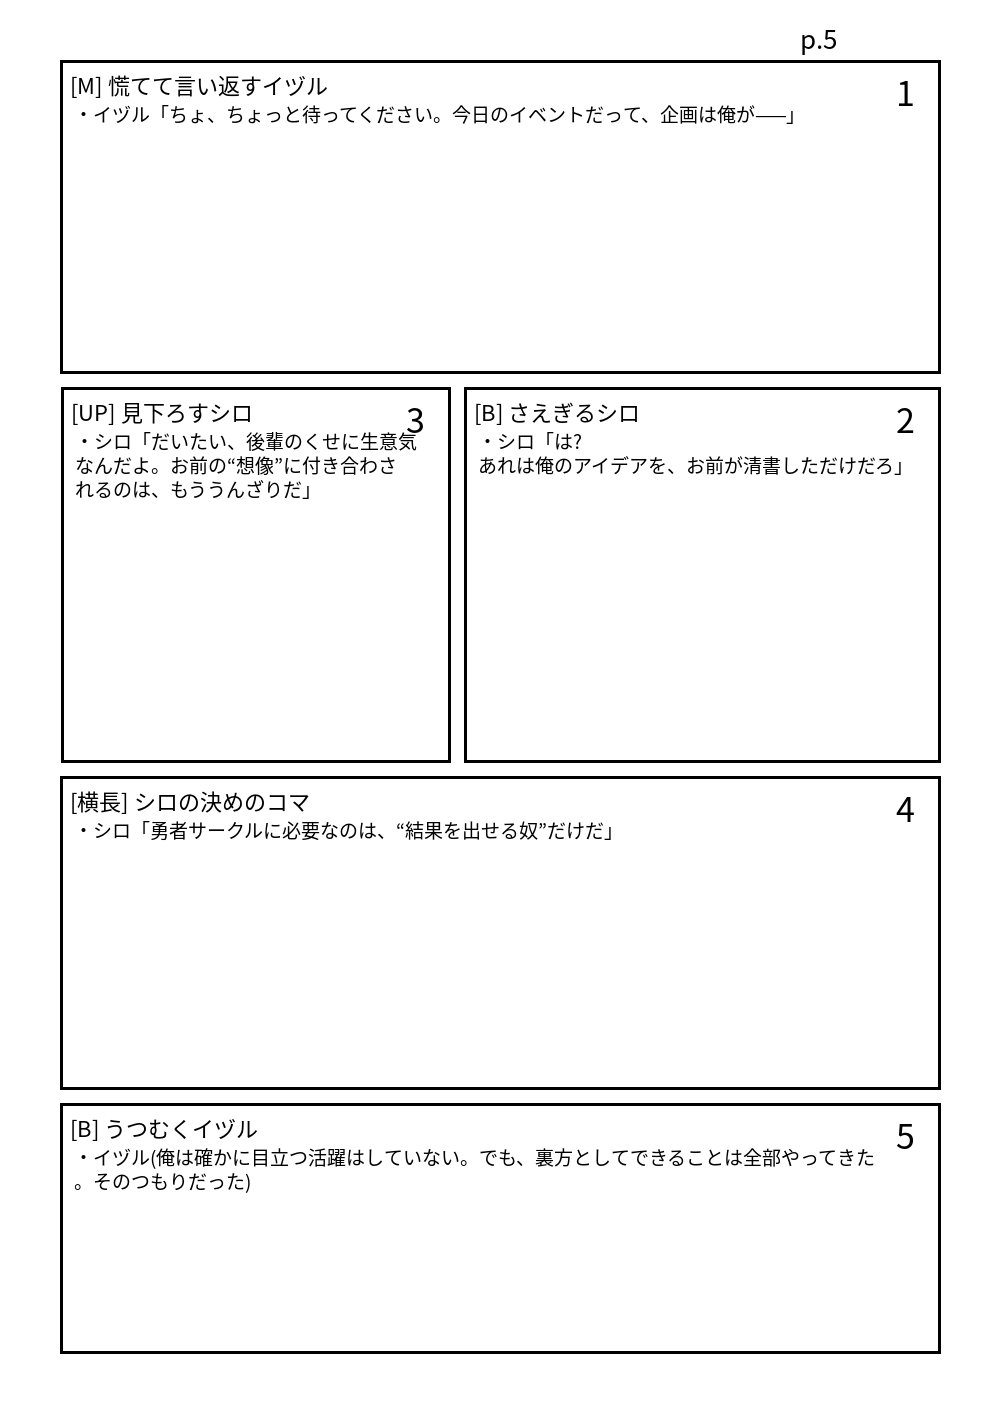 p.5
[M] 慌てて言い返すイヅル
1
・イヅル「ちょ、ちょっと待ってください。今日のイベントだって、企画は俺が――」
[B] さえぎるシロ
2
・シロ「は?
あれは俺のアイデアを、お前が清書しただけだろ」
[UP] 見下ろすシロ
3
・シロ「だいたい、後輩のくせに生意気
なんだよ。お前の“想像”に付き合わさ
れるのは、もううんざりだ」
[横長] シロの決めのコマ
4
・シロ「勇者サークルに必要なのは、“結果を出せる奴”だけだ」
[B] うつむくイヅル
5
・イヅル(俺は確かに目立つ活躍はしていない。でも、裏方としてできることは全部やってきた
。そのつもりだった)